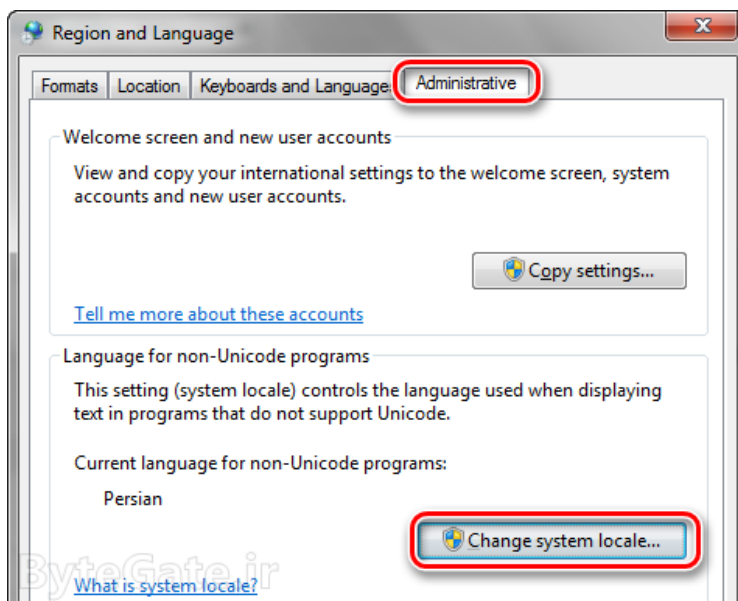 Region and Language
Formats Location Keyboards and Language Administrative
Welcome screen and new user accounts
View and copy your international settings to the welcome screen, system
accounts and new user accounts.
Copy settings...
Tell me more about these accounts
Language for non-Unicode programs
This setting (system locale) controls the language used when displaying
text in programs that do not support Unicode.
Current language for non-Unicode programs:
Persian
Change system locale...
ByteGate.ir
What is system locale?